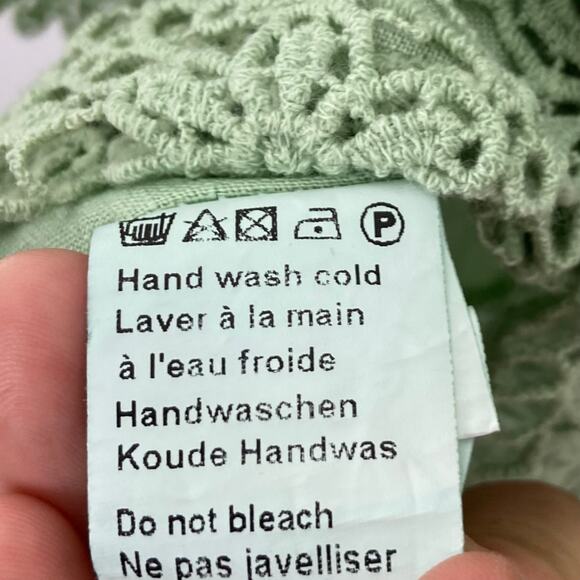 P
Hand wash cold
Laver à la main
à l'eau froide
Handwaschen
Koude Handwas
Do not bleach
Ne pas javelliser